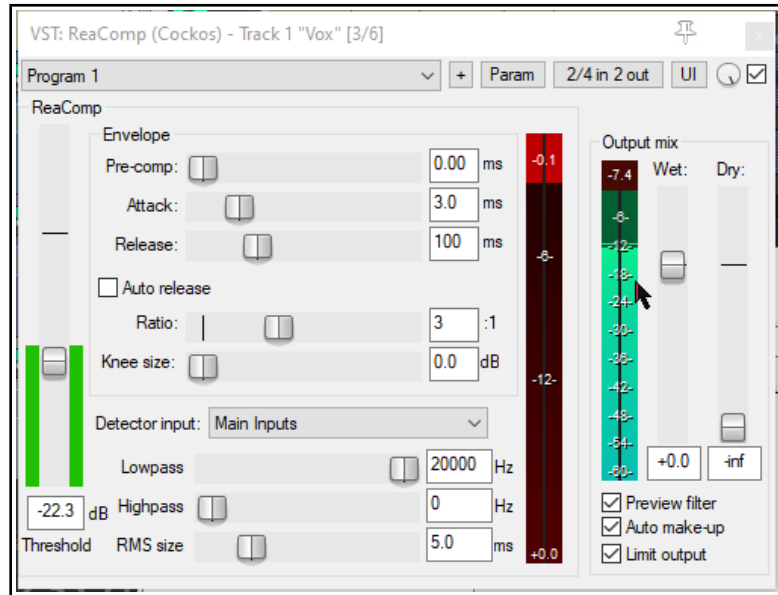 VST: ReaComp (Cockos) - Track 1 "Vox" [3/6]
Program 1 + Param 2/4 in 2 out UI
ReaComp
Envelope
Pre-comp: 0.00 ms
Attack: 3.0 ms
Release: 100 ms
Auto release
Ratio: 3 :1
Knee size: 0.0 dB
Detector input: Main Inputs
Lowpass 20000 Hz
-22.3 dB Highpass 0 Hz
Threshold RMS size 5.0 ms
-0.1
-6-
-12-
+0.0
Output mix
-7.4 Wet: Dry:
-6-
-12-
-18-
-24-
-30-
-36-
-42-
-48-
-54-
-60-
+0.0 -inf
Preview filter
Auto make-up
Limit output